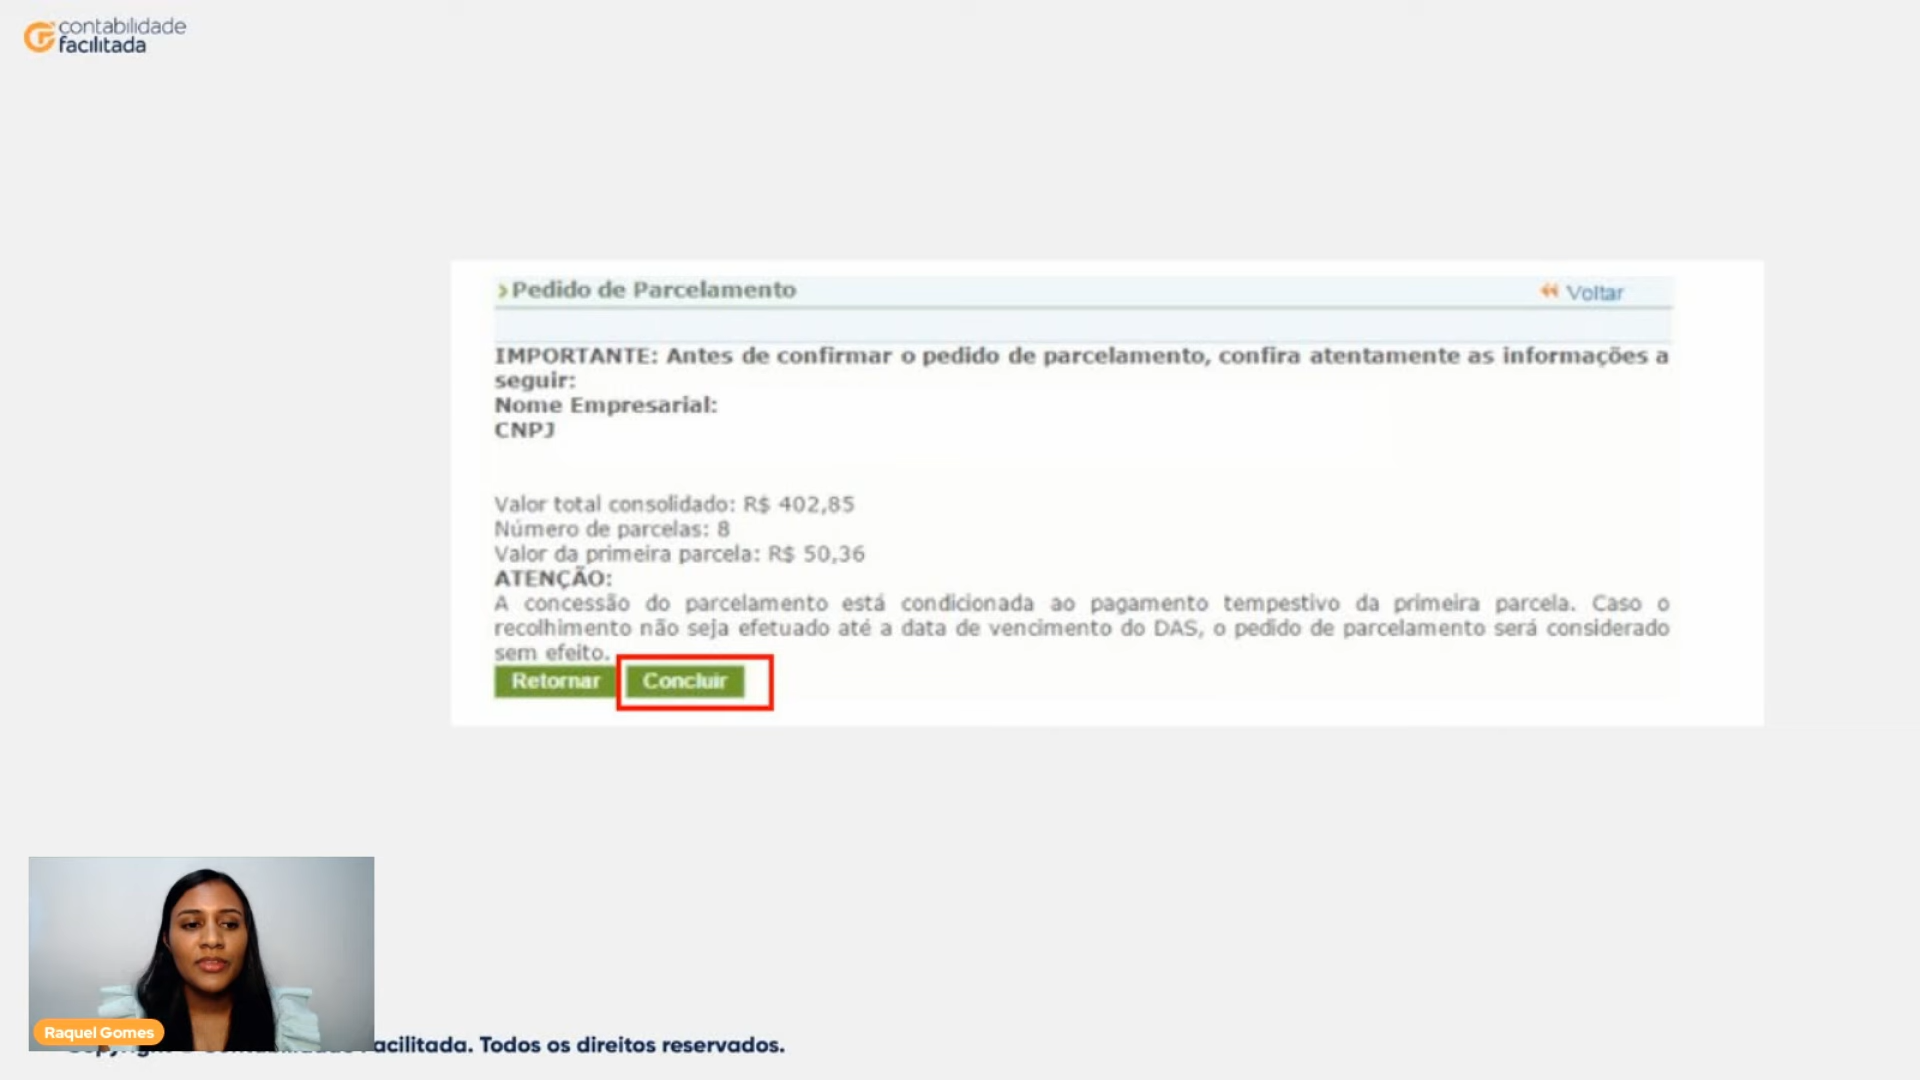 contabilidade
facilitada
Pedido de Parcelamento
Voltar
IMPORTANTE: Antes de confirmar o pedido de parcelamento, confira atentamente as informações a
seguir:
Nome Empresarial:
CNPJ
Valor total consolidado: R$ 402,85
Número de parcelas: 8
Valor da primeira parcela: R$ 50,36
ATENÇÃO:
A concessão do parcelamento está condicionada ao pagamento tempestivo da primeira parcela. Caso o
recolhimento não seja efetuado até a data de vencimento do DAS, o pedido de parcelamento será considerado
sem efeito.
Retornar Concluir
Raquel Gomes
acilitada. Todos os direitos reservados.